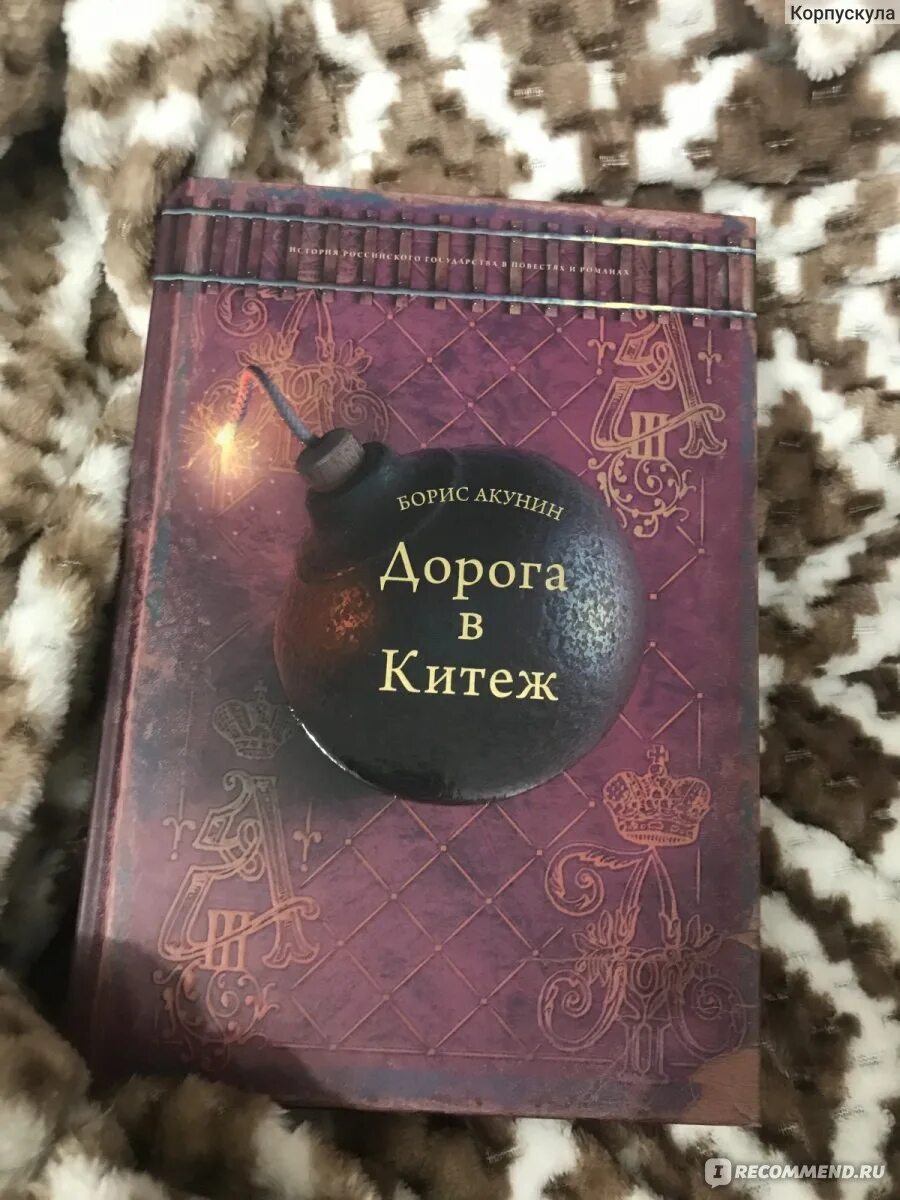 Корпускула
ИСТОРИЯ РОССИЙСКОГО ГОСУДАРСТВА В ПОВЕСТЯХ И РОМАНАХ
БОРИС АКУНИН
Дорога
в
Китеж
IRECOMMEND.RU